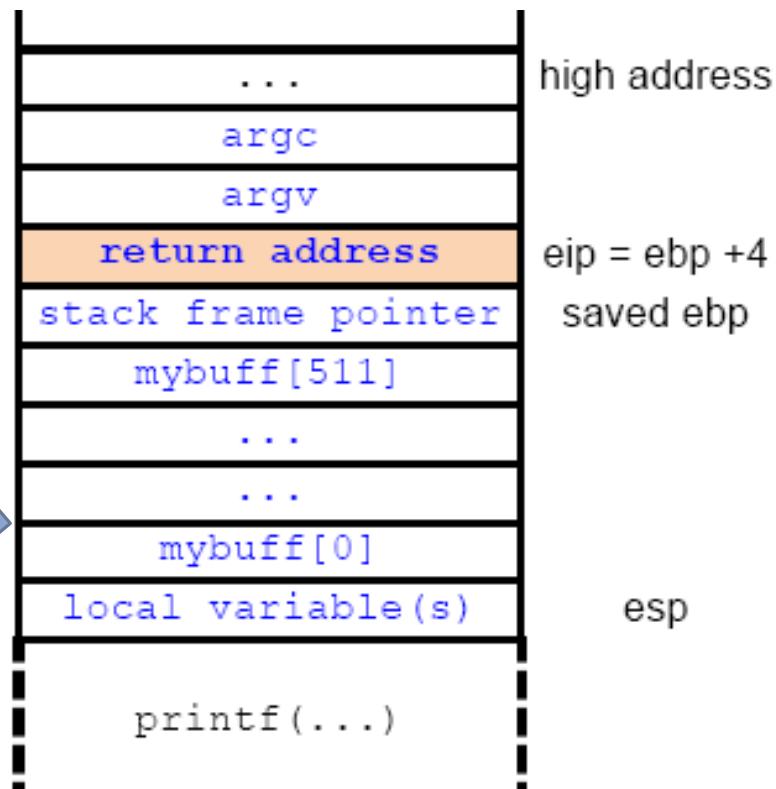 ... high address
argc
argv
return address eip = ebp +4
stack frame pointer saved ebp
mybuff[511]
...
...
mybuff[0]
local variable(s) esp
printf(...)